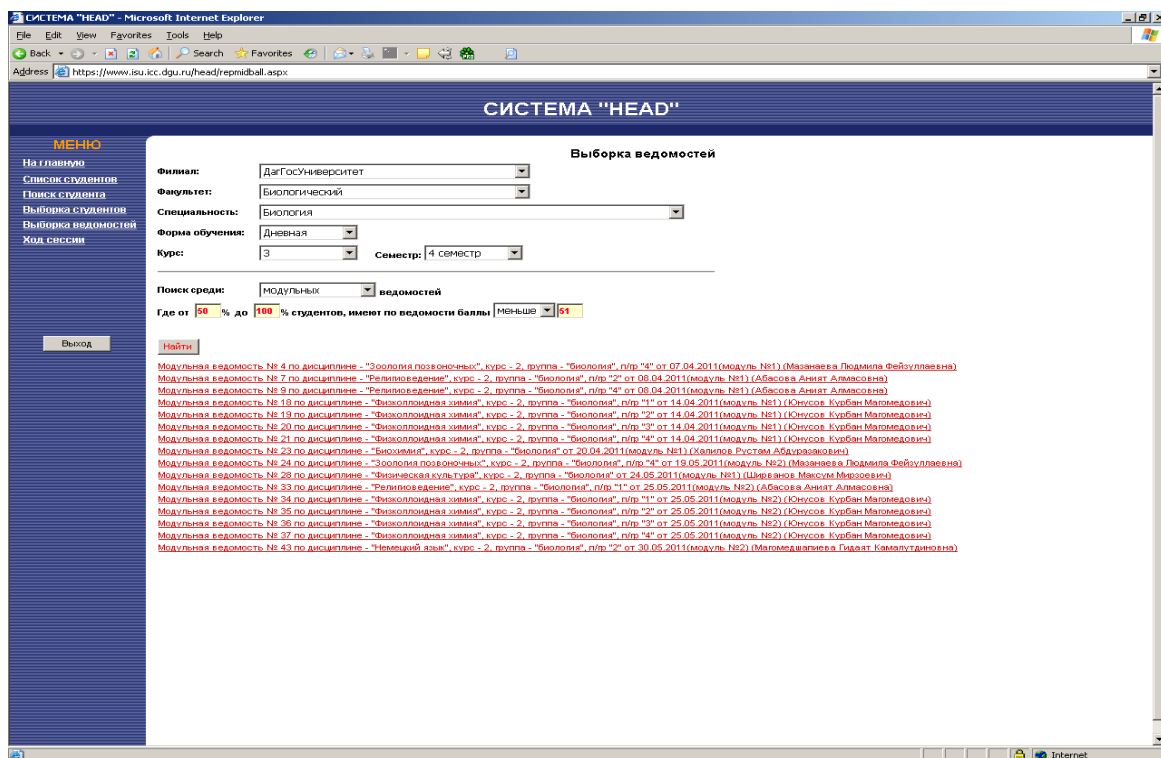 СИСТЕМА "HEAD" - Microsoft Internet Explorer
File Edit View Favorites Tools Help
Back Search Favorites
Address https://www.isu.icc.dgu.ru/head/repmidball.aspx
СИСТЕМА "HEAD"
МЕНЮ
На главную
Список студентов
Поиск студента
Выборка студентов
Выборка ведомостей
Ход сессии
Выход
Выборка ведомостей
Филиал: ДагГосУниверситет
Факультет: Биологический
Специальность: Биология
Форма обучения: Дневная
Курс: 3 Семестр: 4 семестр
Поиск среди: модульных ведомостей
Где от 50 % до 100 % студентов, имеют по ведомости баллы меньше 51
Найти
Модульная ведомость № 4 по дисциплине - "Зоология позвоночных", курс - 2, группа - "биология", п/гр "4" от 07.04.2011(модуль №1) (Мазанаева Людмила Фейзуллаевна)
Модульная ведомость № 7 по дисциплине - "Религиоведение", курс - 2, группа - "биология", п/гр "2" от 08.04.2011(модуль №1) (Абасова Аният Алмасовна)
Модульная ведомость № 9 по дисциплине - "Религиоведение", курс - 2, группа - "биология", п/гр "4" от 08.04.2011(модуль №1) (Абасова Аният Алмасовна)
Модульная ведомость № 18 по дисциплине - "Физколлоидная химия", курс - 2, группа - "биология", п/гр "1" от 14.04.2011(модуль №1) (Юнусов Курбан Магомедович)
Модульная ведомость № 19 по дисциплине - "Физколлоидная химия", курс - 2, группа - "биология", п/гр "2" от 14.04.2011(модуль №1) (Юнусов Курбан Магомедович)
Модульная ведомость № 20 по дисциплине - "Физколлоидная химия", курс - 2, группа - "биология", п/гр "3" от 14.04.2011(модуль №1) (Юнусов Курбан Магомедович)
Модульная ведомость № 21 по дисциплине - "Физколлоидная химия", курс - 2, группа - "биология", п/гр "4" от 14.04.2011(модуль №1) (Юнусов Курбан Магомедович)
Модульная ведомость № 23 по дисциплине - "Биохимия", курс - 2, группа - "биология" от 20.04.2011(модуль №1) (Халилов Рустам Абдуразакович)
Модульная ведомость № 24 по дисциплине - "Зоология позвоночных", курс - 2, группа - "биология", п/гр "4" от 19.05.2011(модуль №2) (Мазанаева Людмила Фейзуллаевна)
Модульная ведомость № 28 по дисциплине - "Физическая культура", курс - 2, группа - "биология" от 24.05.2011(модуль №1) (Ширванов Максум Мирзоевич)
Модульная ведомость № 33 по дисциплине - "Религиоведение", курс - 2, группа - "биология", п/гр "1" от 25.05.2011(модуль №2) (Абасова Аният Алмасовна)
Модульная ведомость № 34 по дисциплине - "Физколлоидная химия", курс - 2, группа - "биология", п/гр "1" от 25.05.2011(модуль №2) (Юнусов Курбан Магомедович)
Модульная ведомость № 35 по дисциплине - "Физколлоидная химия", курс - 2, группа - "биология", п/гр "2" от 25.05.2011(модуль №2) (Юнусов Курбан Магомедович)
Модульная ведомость № 36 по дисциплине - "Физколлоидная химия", курс - 2, группа - "биология", п/гр "3" от 25.05.2011(модуль №2) (Юнусов Курбан Магомедович)
Модульная ведомость № 37 по дисциплине - "Физколлоидная химия", курс - 2, группа - "биология", п/гр "4" от 25.05.2011(модуль №2) (Юнусов Курбан Магомедович)
Модульная ведомость № 43 по дисциплине - "Немецкий язык", курс - 2, группа - "биология", п/гр "2" от 30.05.2011(модуль №2) (Магомедшапиева Гидаят Камалутдиновна)
Internet